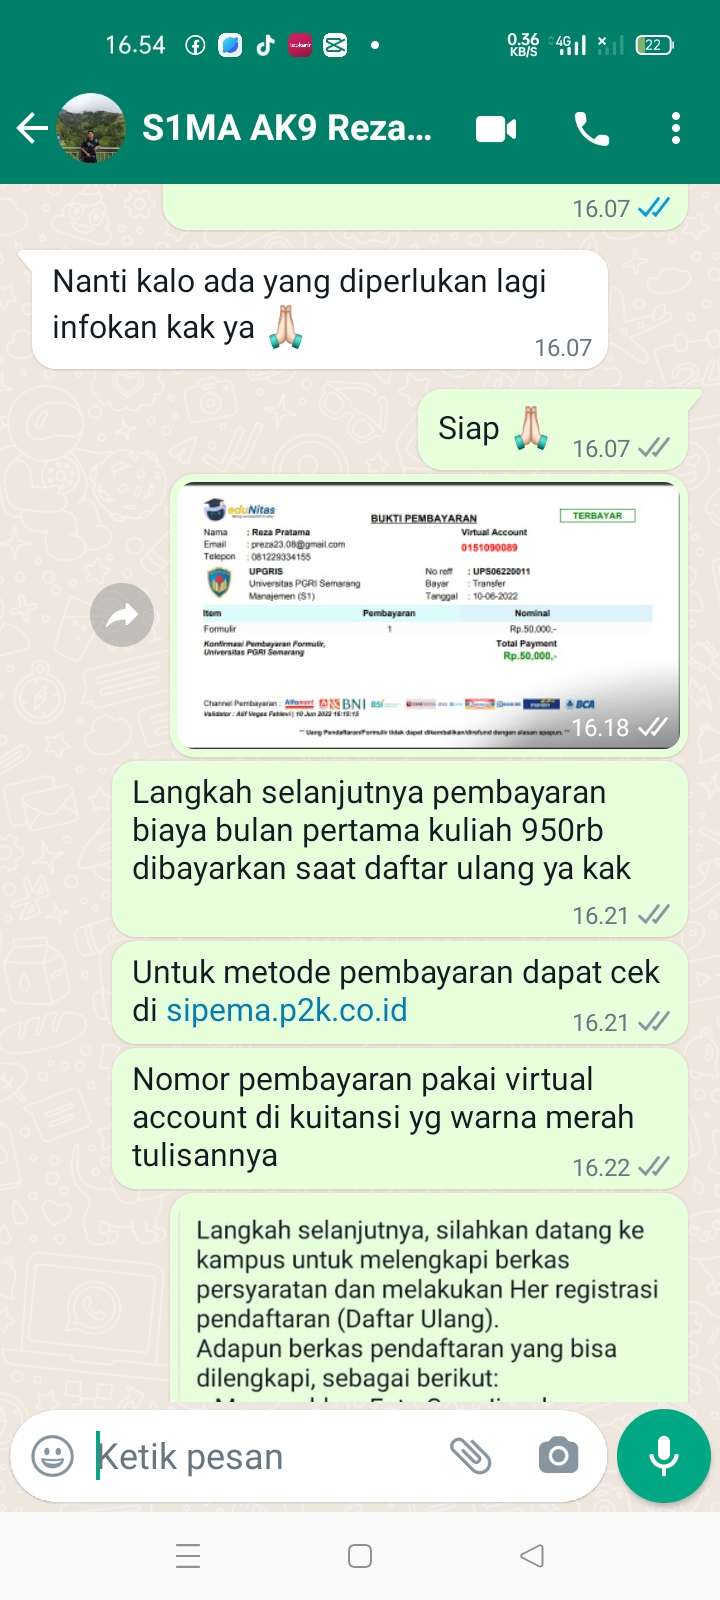 16.54
0.36
KB/S
4G
22
S1MA AK9 Reza...
16.07
Nanti kalo ada yang diperlukan lagi
infokan kak ya 🙏
16.07
Siap 🙏
16.07
eduNitas
BUKTI PEMBAYARAN
TERBAYAR
Nama : Reza Pratama
Virtual Account
Email : preza23.08@gmail.com
0151090089
Telepon : 081229334155
UPGRIS
No reff : UPS06220011
Universitas PGRI Semarang
Bayar : Transfer
Manajemen (S1)
Tanggal : 10-06-2022
Item Pembayaran Nominal
Formulir 1 Rp.50,000,-
Konfirmasi Pembayaran Formulir,
Total Payment
Universitas PGRI Semarang
Rp.50,000,-
Channel Pembayaran : Alfamart BNI BSI mandiri BCA
Validator : Alif Vegas Fahlevi | 10 Jun 2022 16:15:15
** Uang Pendaftaran/Formulir tidak dapat dikembalikan/direfund dengan alasan apapun. **
16.18
Langkah selanjutnya pembayaran
biaya bulan pertama kuliah 950rb
dibayarkan saat daftar ulang ya kak
16.21
Untuk metode pembayaran dapat cek
di sipema.p2k.co.id
16.21
Nomor pembayaran pakai virtual
account di kuitansi yg warna merah
tulisannya
16.22
Langkah selanjutnya, silahkan datang ke
kampus untuk melengkapi berkas
persyaratan dan melakukan Her registrasi
pendaftaran (Daftar Ulang).
Adapun berkas pendaftaran yang bisa
dilengkapi, sebagai berikut:
Ketik pesan